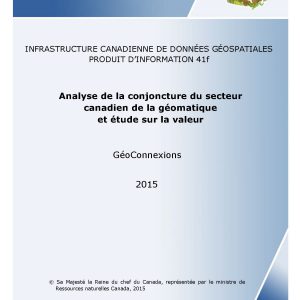 INFRASTRUCTURE CANADIENNE DE DONNÉES GÉOSPATIALES
PRODUIT D'INFORMATION 41f
Analyse de la conjoncture du secteur
canadien de la géomatique
et étude sur la valeur
GéoConnexions
2015
© Sa Majesté la Reine du chef du Canada, représentée par le ministre de
Ressources naturelles Canada, 2015